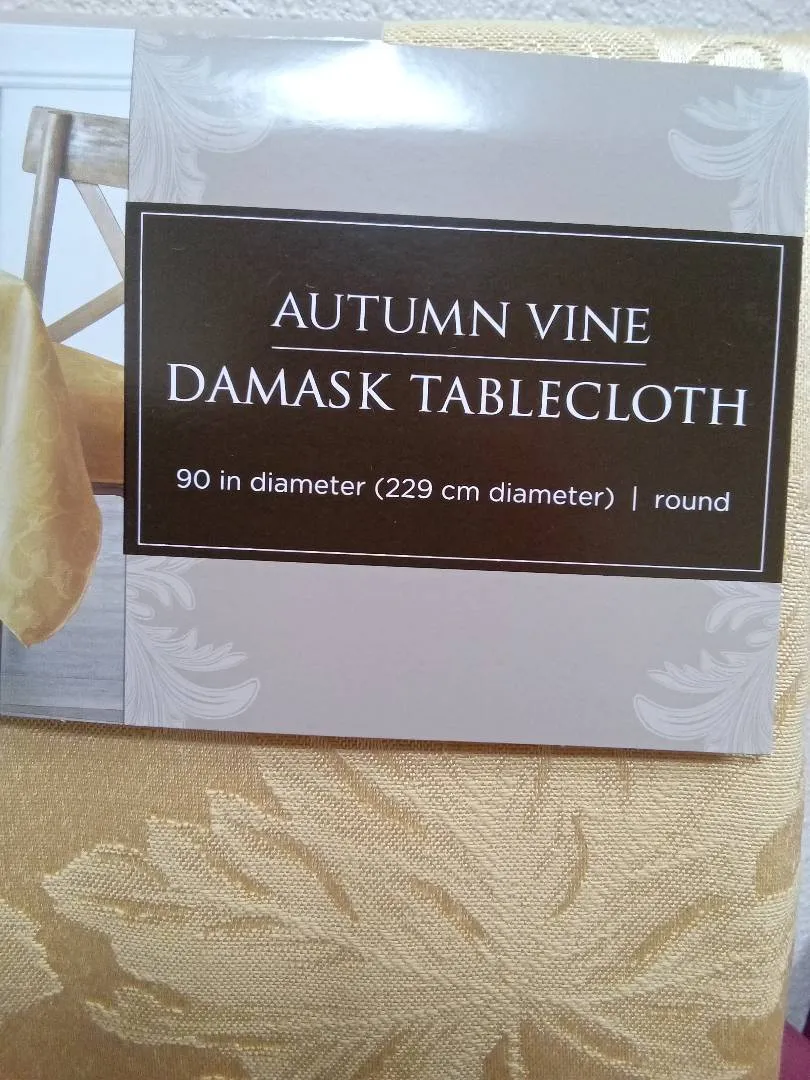 AUTUMN VINE
DAMASK TABLECLOTH
90 in diameter (229 cm diameter) | round